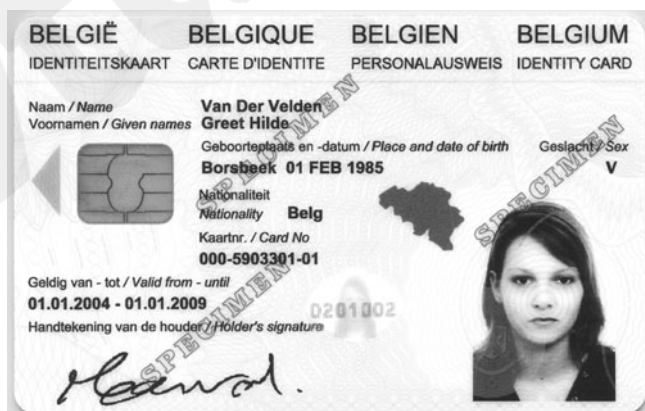 BELGIË BELGIQUE BELGIEN BELGIUM
IDENTITEITSKAART CARTE D'IDENTITE PERSONALAUSWEIS IDENTITY CARD
Naam / Name Van Der Velden
Voornamen / Given names Greet Hilde
Geboorteplaats en -datum / Place and date of birth Geslacht / Sex
Borsbeek 01 FEB 1985 V
Nationaliteit
Nationality Belg
Kaartnr. / Card No
000-5903301-01
Geldig van - tot / Valid from - until
01.01.2004 - 01.01.2009
0201002
Handtekening van de houder / Holder's signature
SPECIMEN
SPECIMEN
SPECIMEN